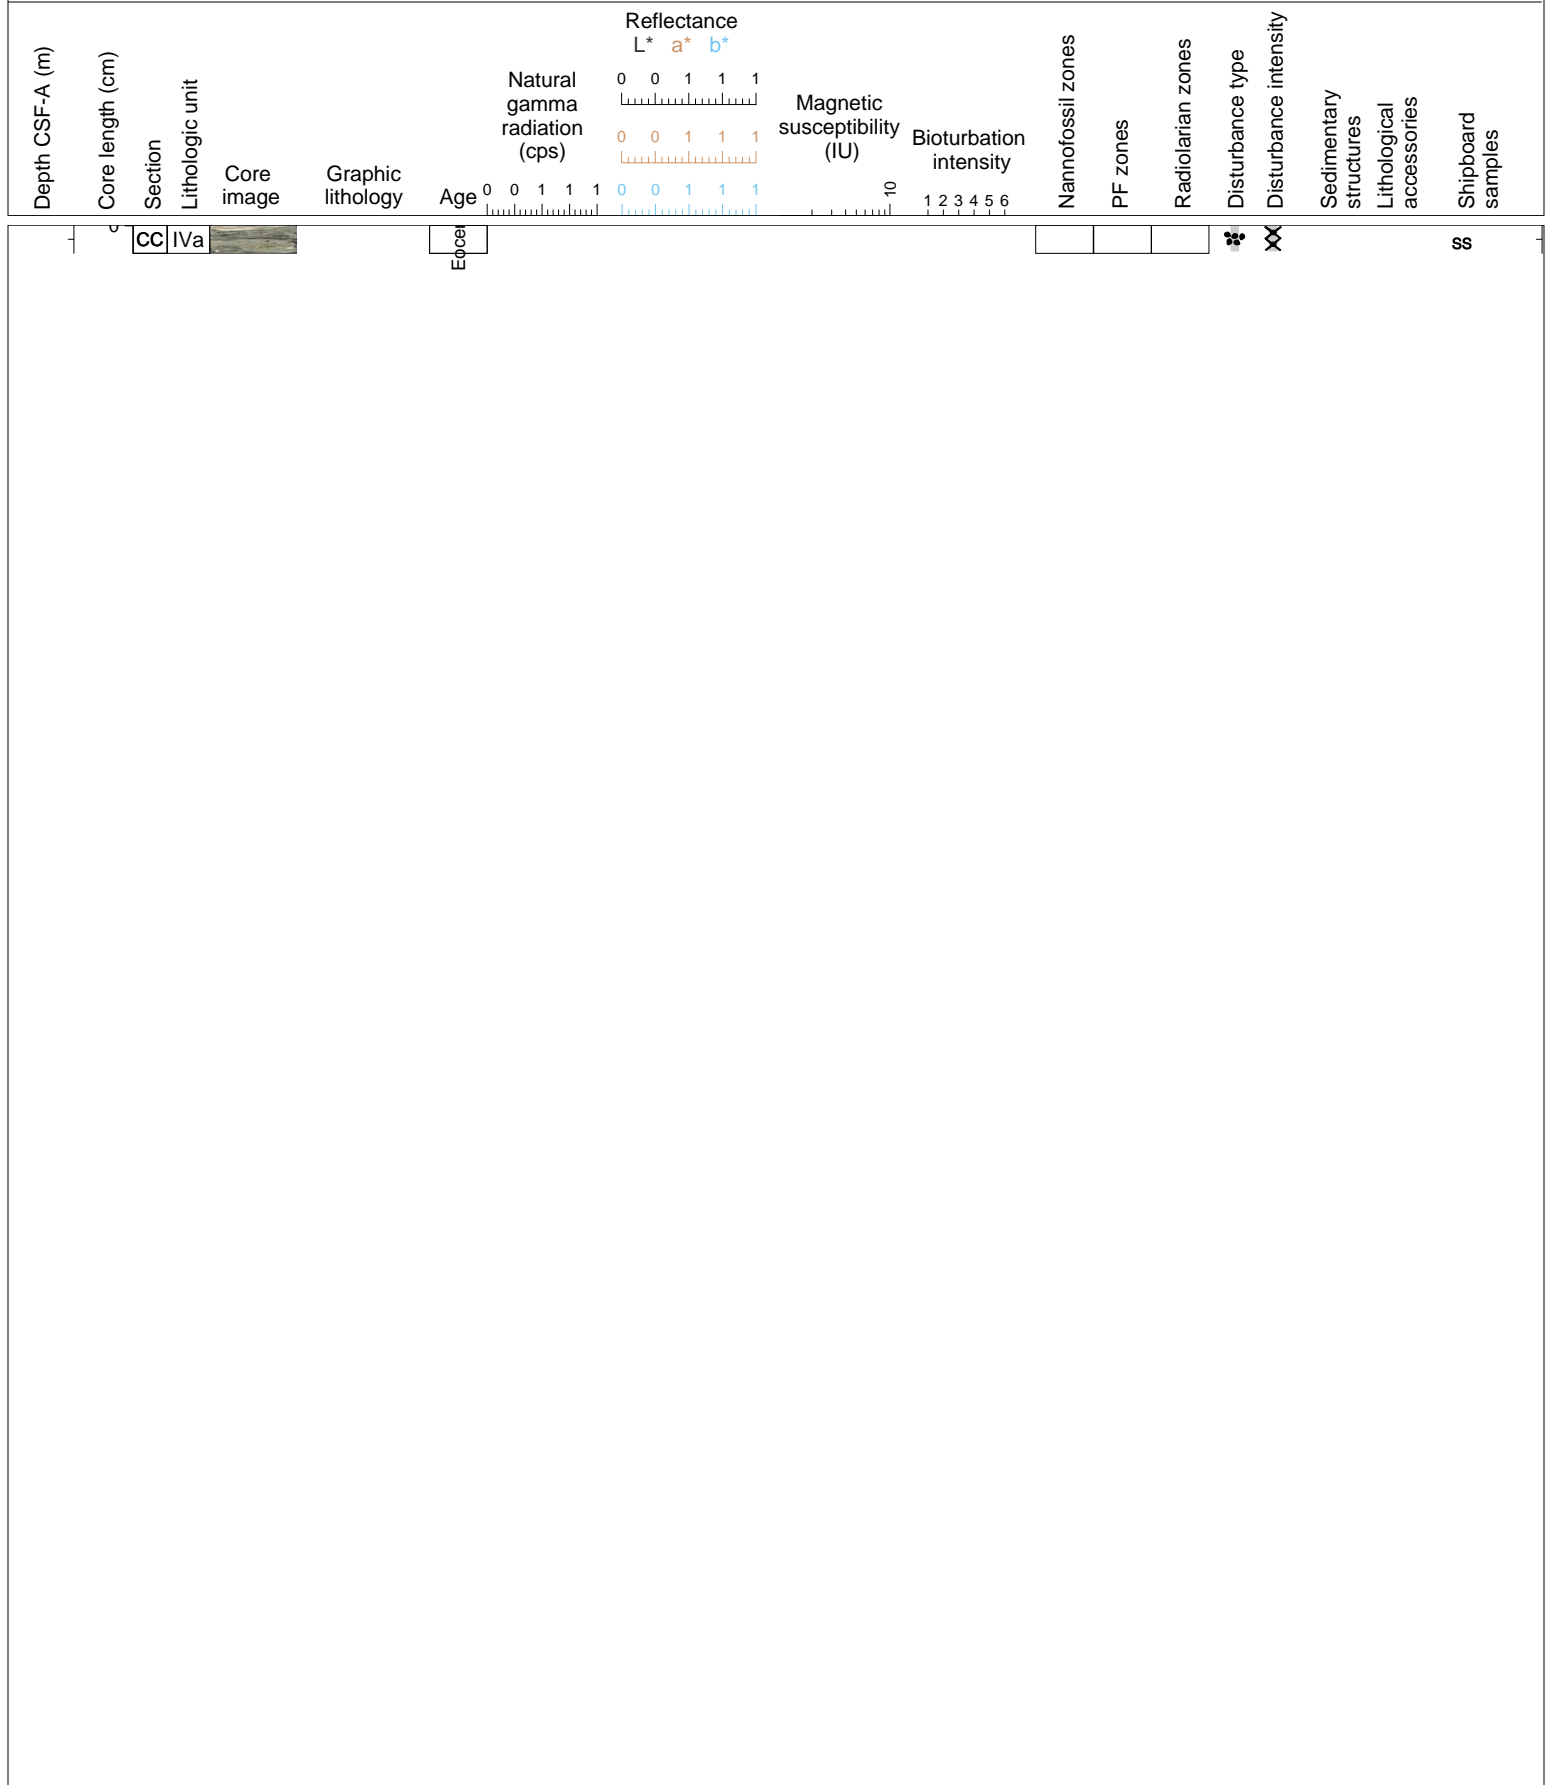 Depth CSF-A (m)
Core length (cm)
Section
Lithologic unit
Core
image
Graphic
lithology
Age
Natural
gamma
radiation
(cps)
0 0 1 1 1
Reflectance
L* a* b*
0 0 1 1 1
0 0 1 1 1
0 0 1 1 1
Magnetic
susceptibility
(IU)
10
Bioturbation
intensity
1 2 3 4 5 6
Nannofossil zones
PF zones
Radiolarian zones
Disturbance type
Disturbance intensity
Sedimentary
structures
Lithological
accessories
Shipboard
samples
CC IVa
ss